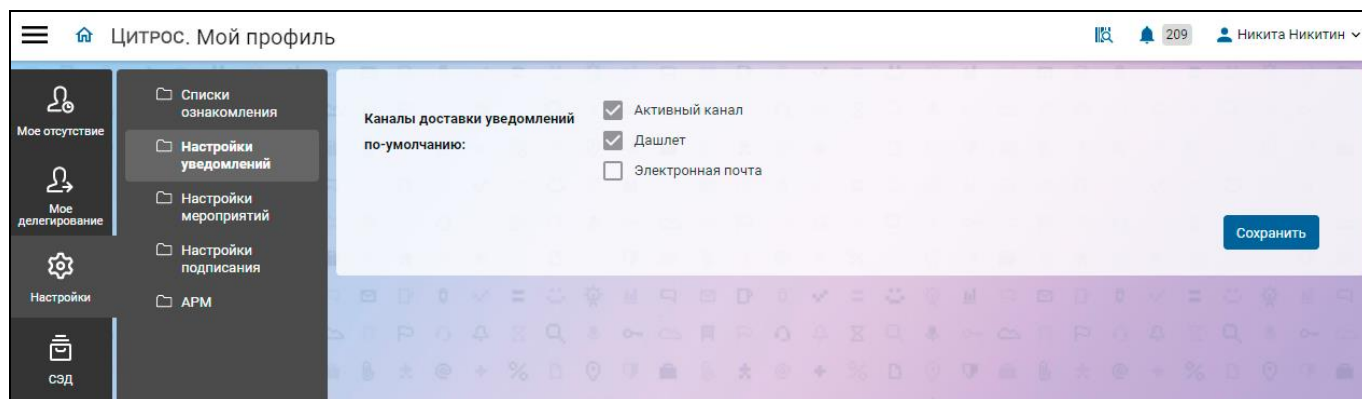 Цитрос. Мой профиль
209
Никита Никитин
Мое отсутствие
Мое
делегирование
Настройки
СЭД
Списки
ознакомления
Настройки
уведомлений
Настройки
мероприятий
Настройки
подписания
АРМ
Каналы доставки уведомлений
по-умолчанию:
Активный канал
Дашлет
Электронная почта
Сохранить